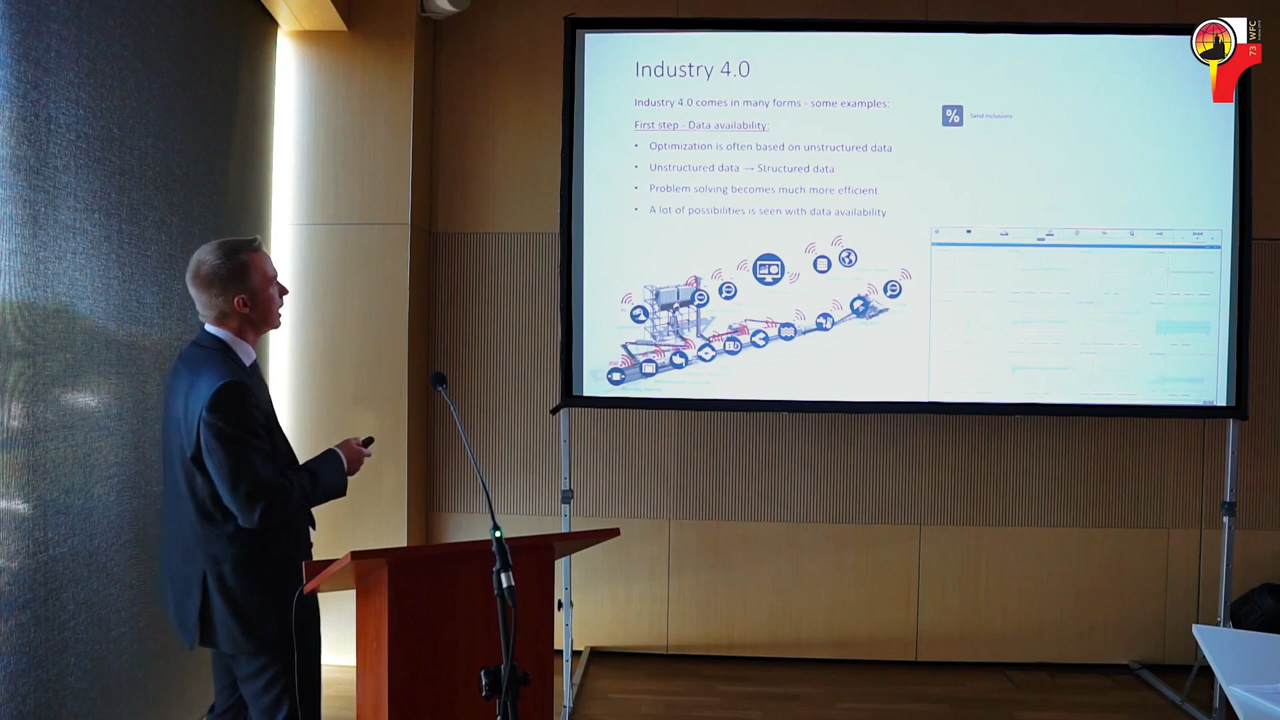 Industry 4.0
Industry 4.0 comes in many forms - some examples:
First step - Data availability:
• Optimization is often based on unstructured data
• Unstructured data → Structured data
• Problem solving becomes much more efficient
• A lot of possibilities is seen with data availability
% Sand inclusions
73 WFC